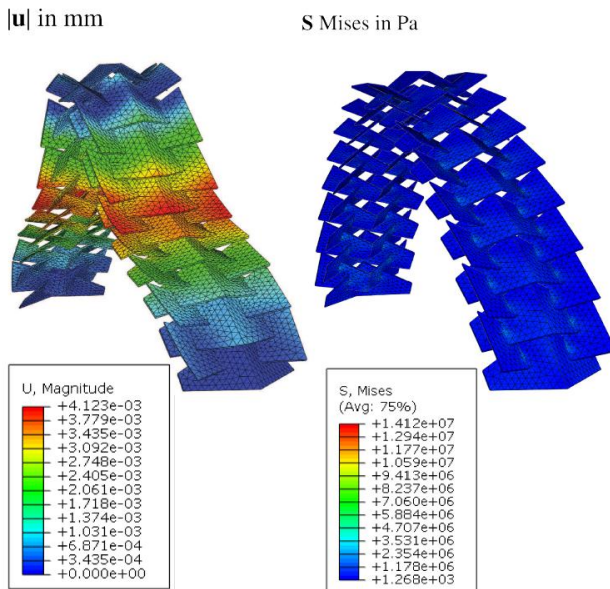 |u| in mm
S Mises in Pa
U, Magnitude
+4.123e-03
+3.779e-03
+3.435e-03
+3.092e-03
+2.748e-03
+2.405e-03
+2.061e-03
+1.718e-03
+1.374e-03
+1.031e-03
+6.871e-04
+3.435e-04
+0.000e+00
S, Mises
(Avg: 75%)
+1.412e+07
+1.294e+07
+1.177e+07
+1.059e+07
+9.413e+06
+8.237e+06
+7.060e+06
+5.884e+06
+4.707e+06
+3.531e+06
+2.354e+06
+1.178e+06
+1.268e+03